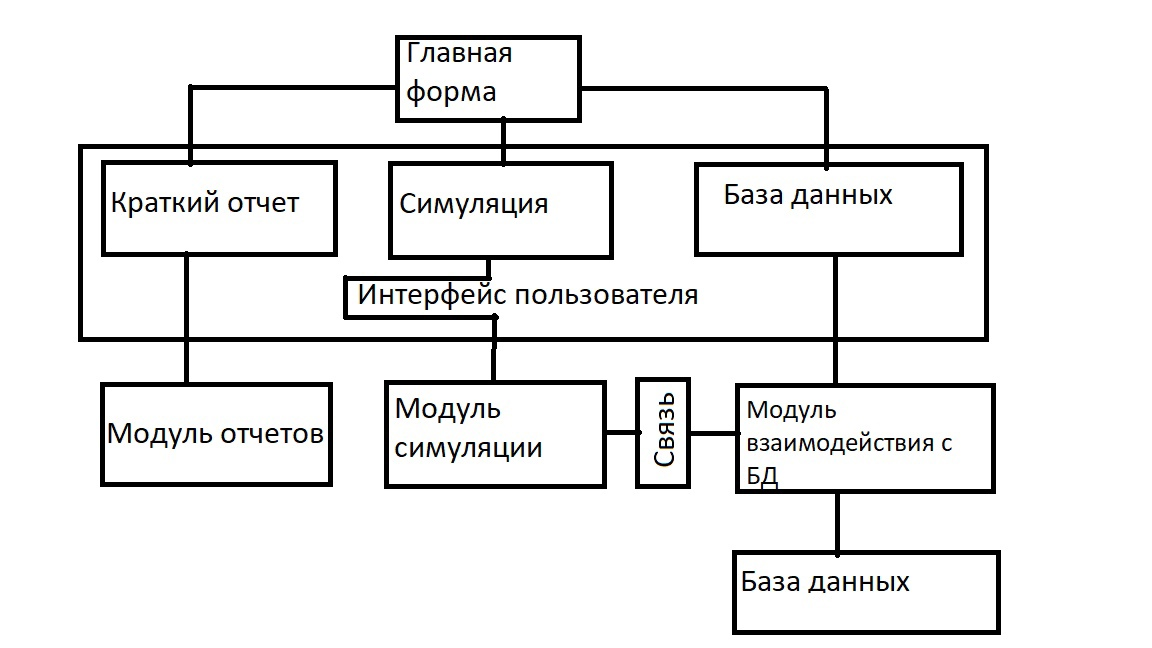 Главная
форма
Краткий отчет
Симуляция
База данных
Интерфейс пользователя
Модуль отчетов
Модуль
симуляции
Связь
Модуль
взаимодействия с
БД
База данных